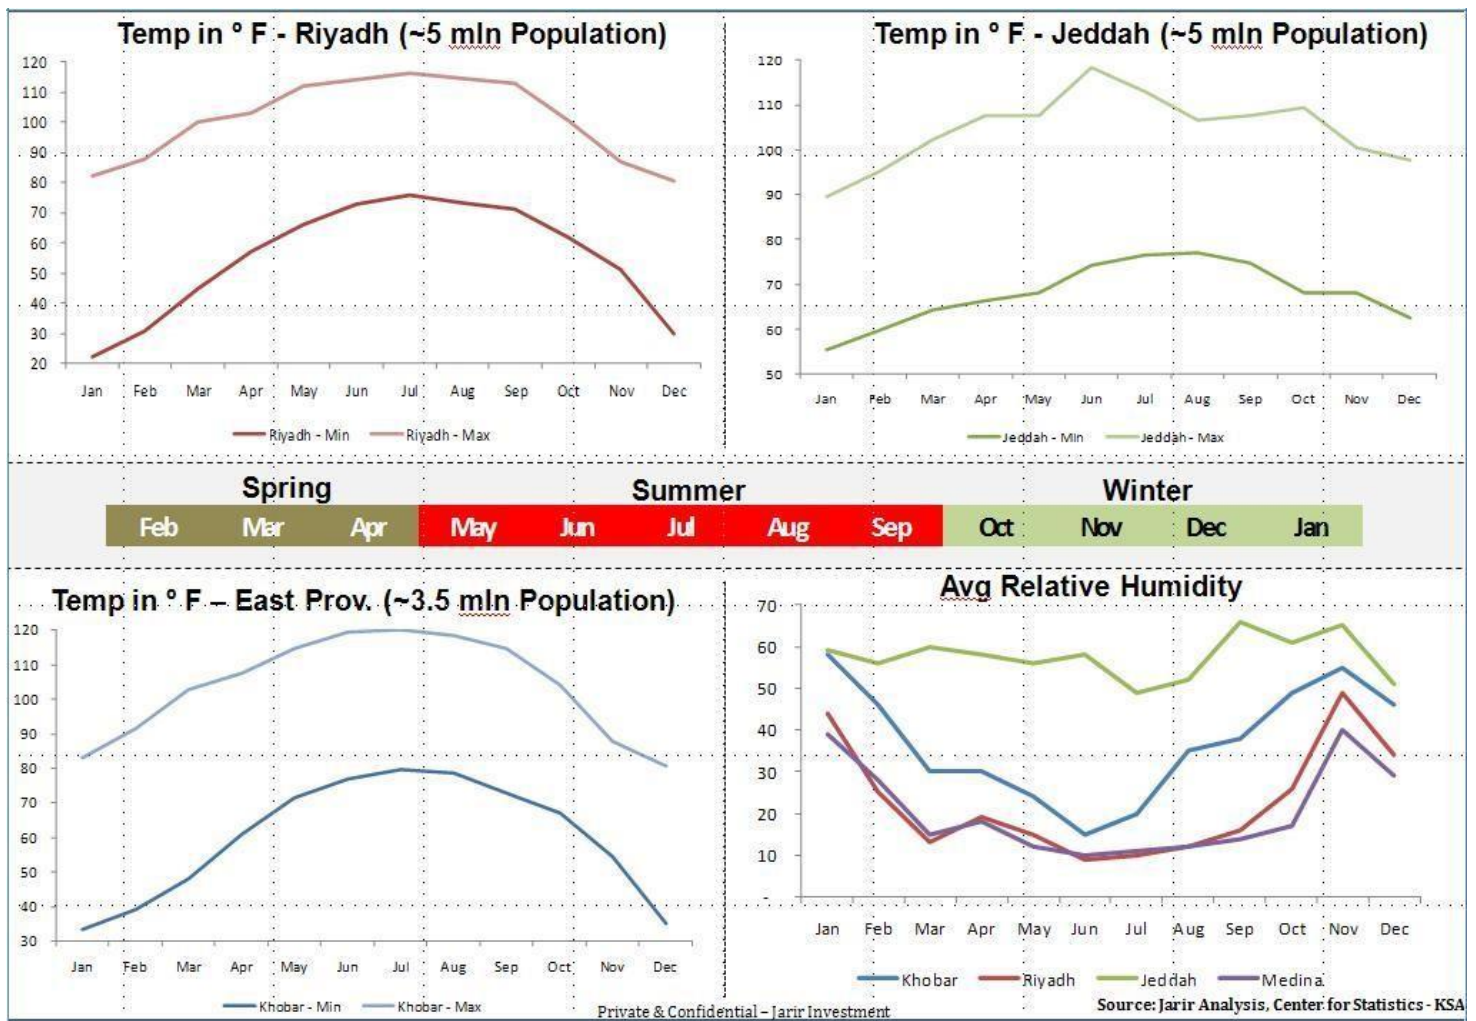 Temp in º F - Riyadh (~5 mln Population)
120
110
100
90
80
70
60
50
40
30
20
Jan Feb Mar Apr May Jun Jul Aug Sep Oct Nov Dec
Riyadh - Min Riyadh - Max
Temp in º F - Jeddah (~5 mln Population)
120
110
100
90
80
70
60
50
Jan Feb Mar Apr May Jun Jul Aug Sep Oct Nov Dec
Jeddah - Min Jeddah - Max
Spring Summer Winter
Feb Mar Apr May Jun Jul Aug Sep Oct Nov Dec Jan
Temp in º F – East Prov. (~3.5 mln Population)
120
110
100
90
80
70
60
50
40
30
Jan Feb Mar Apr May Jun Jul Aug Sep Oct Nov Dec
Khobar - Min Khobar - Max
Avg Relative Humidity
70
60
50
40
30
20
10
-
Jan Feb Mar Apr May Jun Jul Aug Sep Oct Nov Dec
Khobar Riyadh Jeddah Medina
Private & Confidential – Jarir Investment
Source: Jarir Analysis, Center for Statistics - KSA